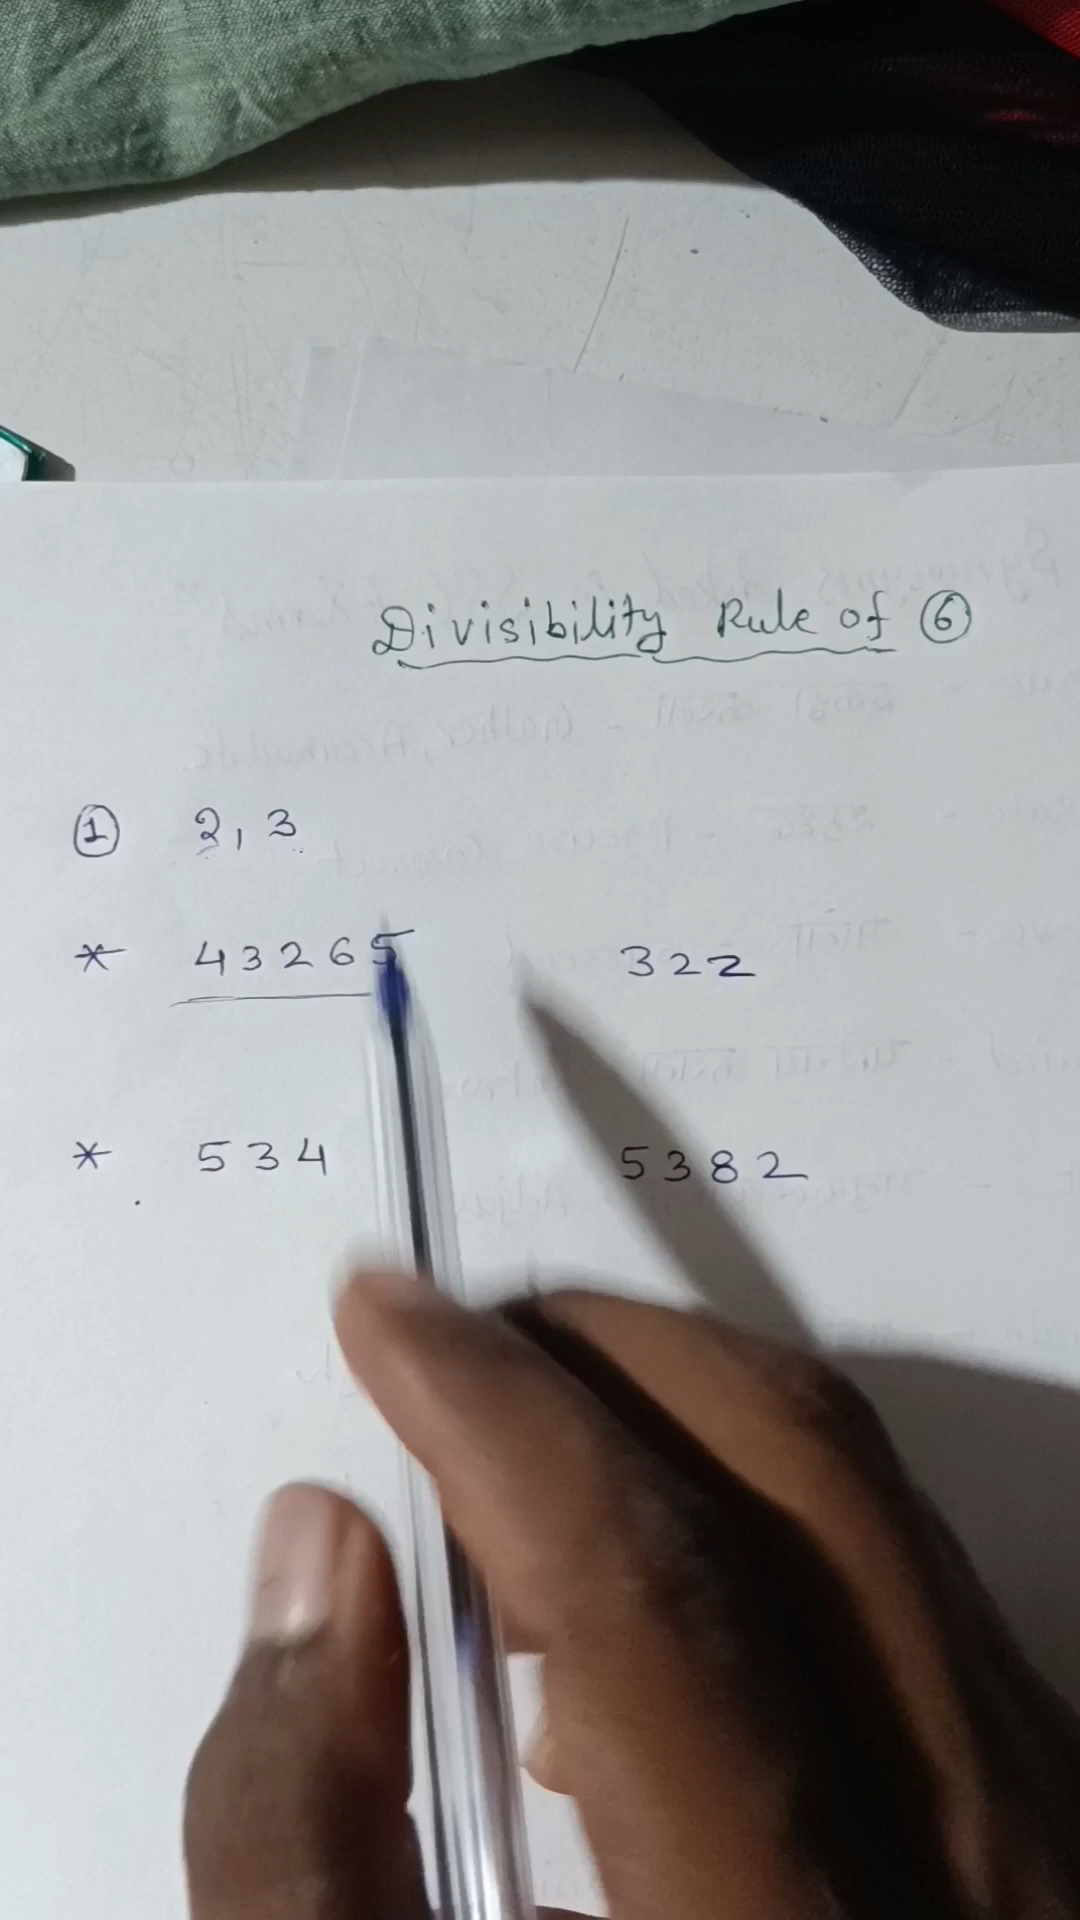 Divisibility Rule of ⑥
① 2, 3
* 43265 322
* 534 5382